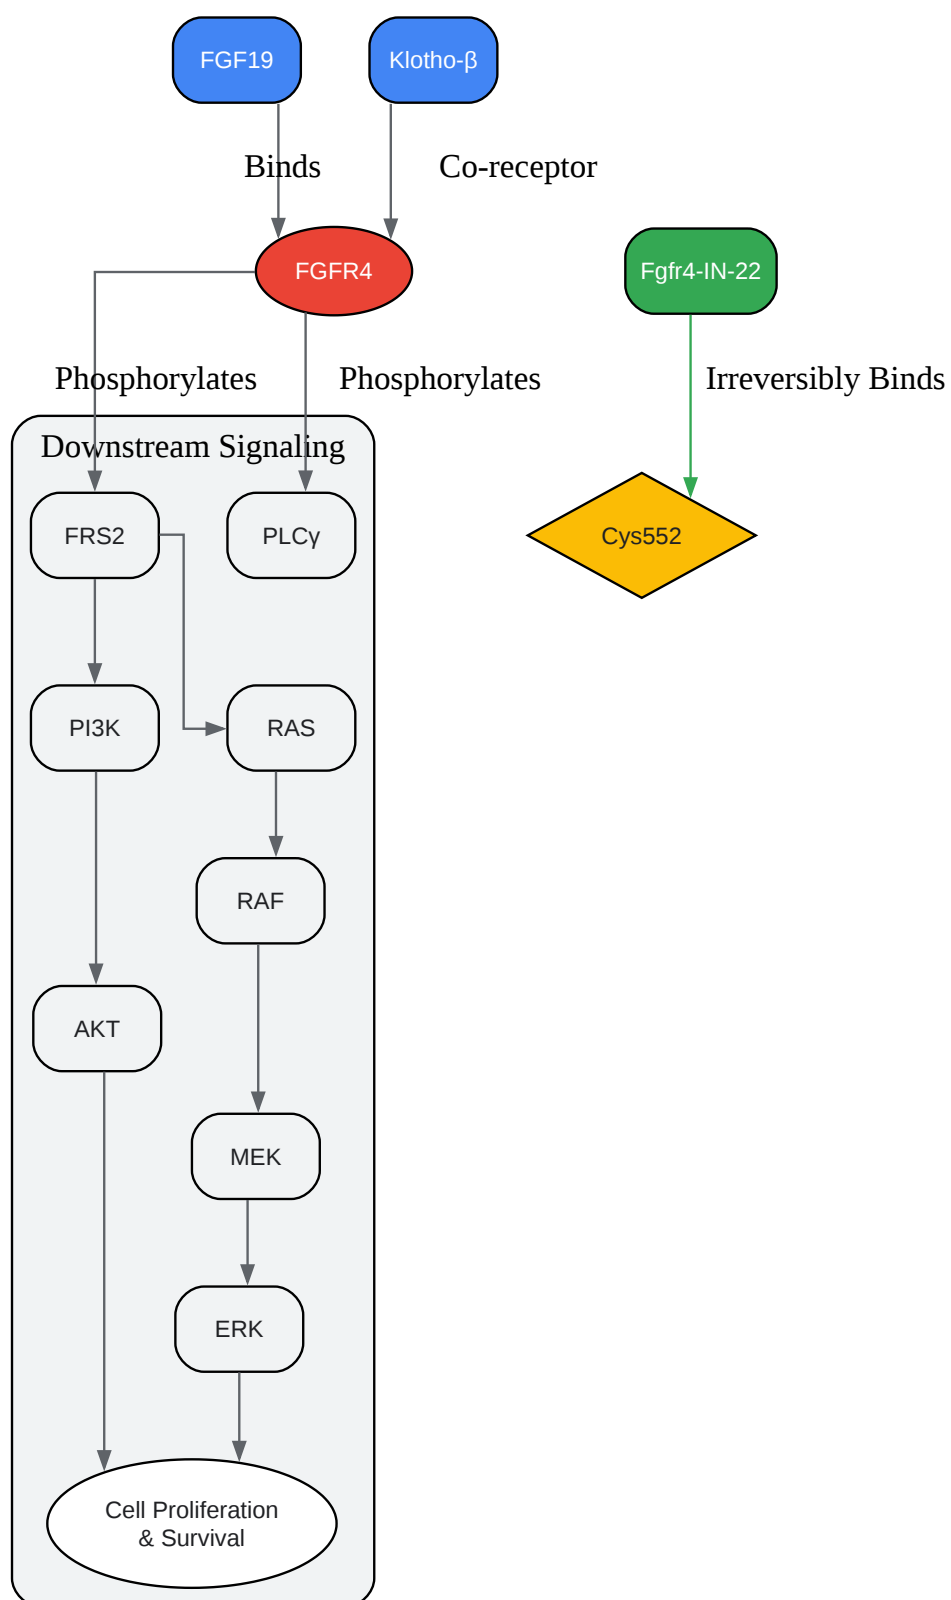 FGF19
Klotho-β
Binds
Co-receptor
FGFR4
Fgfr4-IN-22
Phosphorylates
Phosphorylates
Irreversibly Binds
Downstream Signaling
FRS2
PLCγ
Cys552
PI3K
RAS
RAF
AKT
MEK
ERK
Cell Proliferation
& Survival